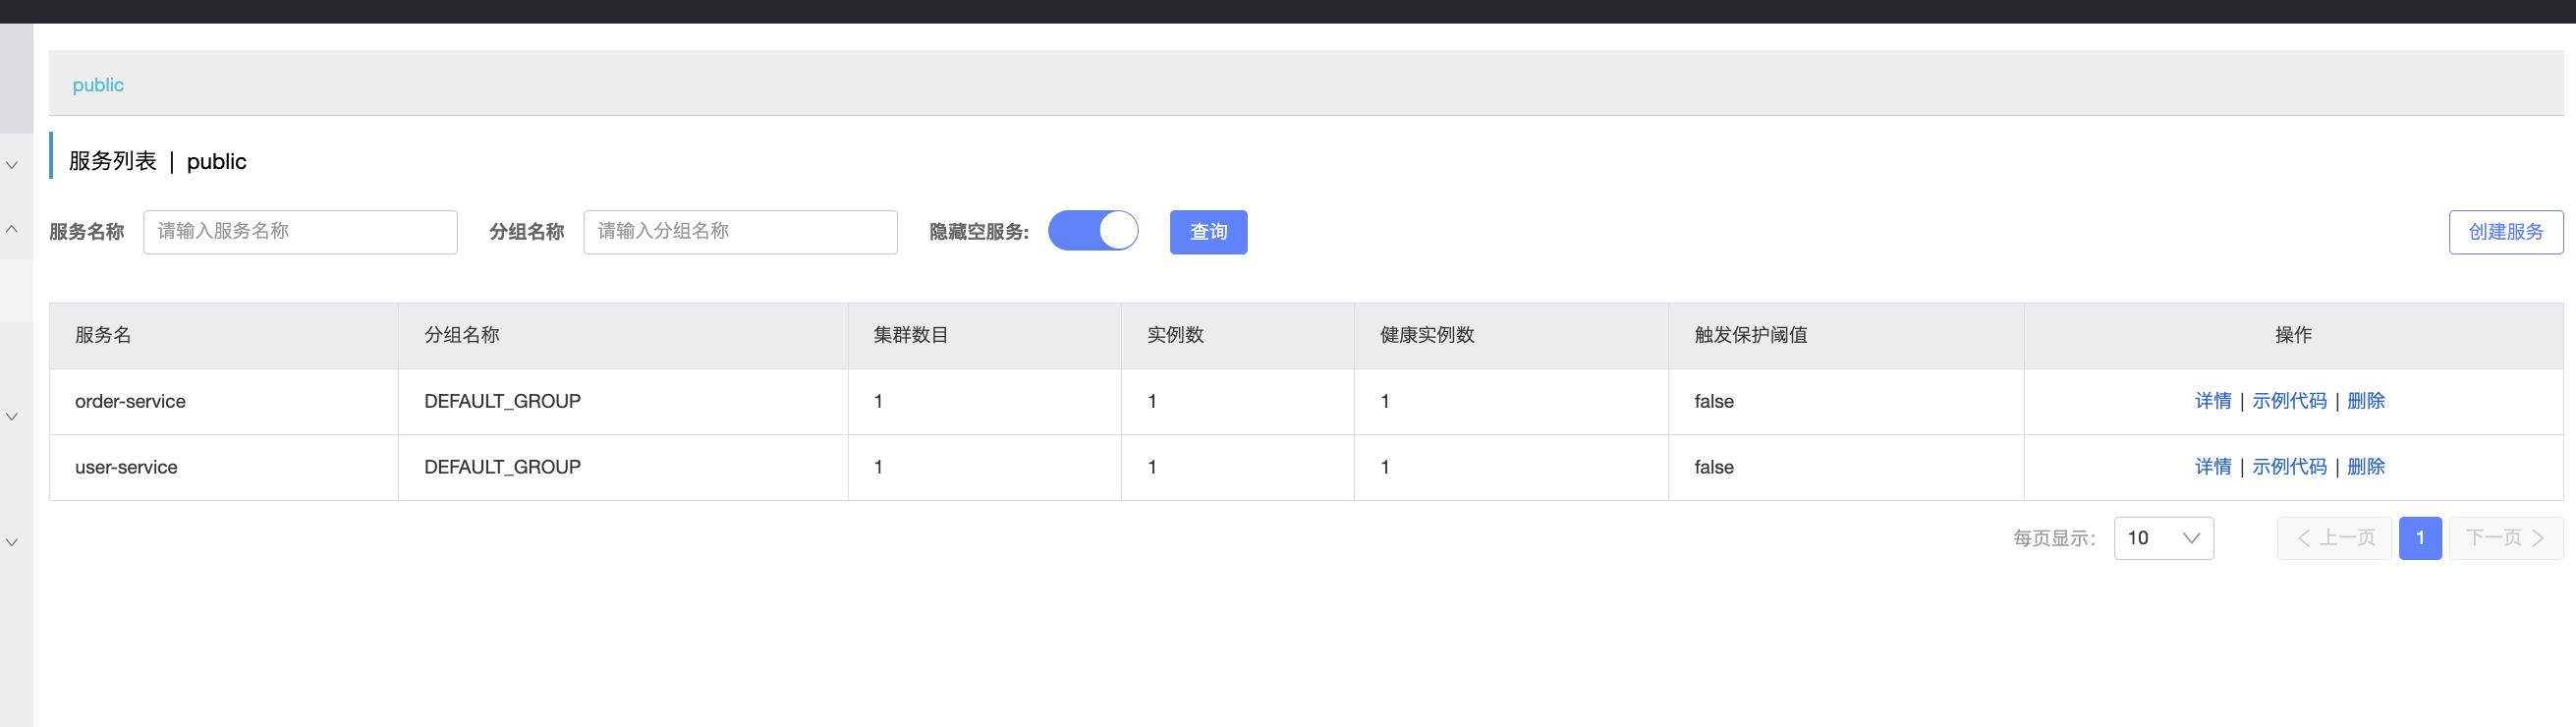 public
服务列表 | public
服务名称 请输入服务名称 分组名称 请输入分组名称 隐藏空服务: 查询 创建服务
服务名 分组名称 集群数目 实例数 健康实例数 触发保护阈值 操作
order-service DEFAULT_GROUP 1 1 1 false 详情 | 示例代码 | 删除
user-service DEFAULT_GROUP 1 1 1 false 详情 | 示例代码 | 删除
每页显示: 10 上一页 1 下一页